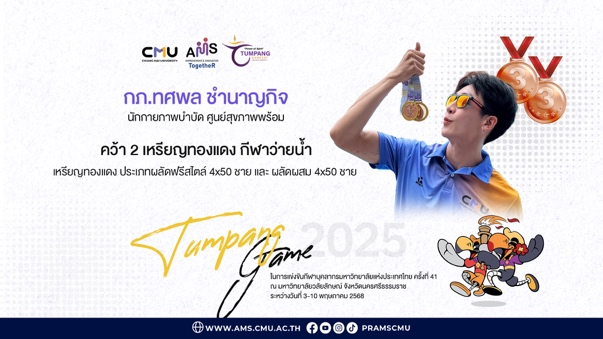 CMU
CHIANG MAI UNIVERSITY
AMS
TogetheR
TUMPANG
กภ.ทศพล ชำนาญกิจ
นักกายภาพบำบัด ศูนย์สุขภาพพร้อม
คว้า 2 เหรียญทองแดง กีฬาว่ายน้ำ
เหรียญทองแดง ประเภทผลัดฟรีสไตล์ 4x50 ชาย และ ผลัดผสม 4x50 ชาย
Tumpang Game 2025
ในการแข่งขันกีฬาบุคลากรมหาวิทยาลัยแห่งประเทศไทย ครั้งที่ 41
ณ มหาวิทยาลัยวลัยลักษณ์ จังหวัดนครศรีธรรมราช
ระหว่างวันที่ 3-10 พฤษภาคม 2568
WWW.AMS.CMU.AC.TH PRAMSCMU
CMU
3
3